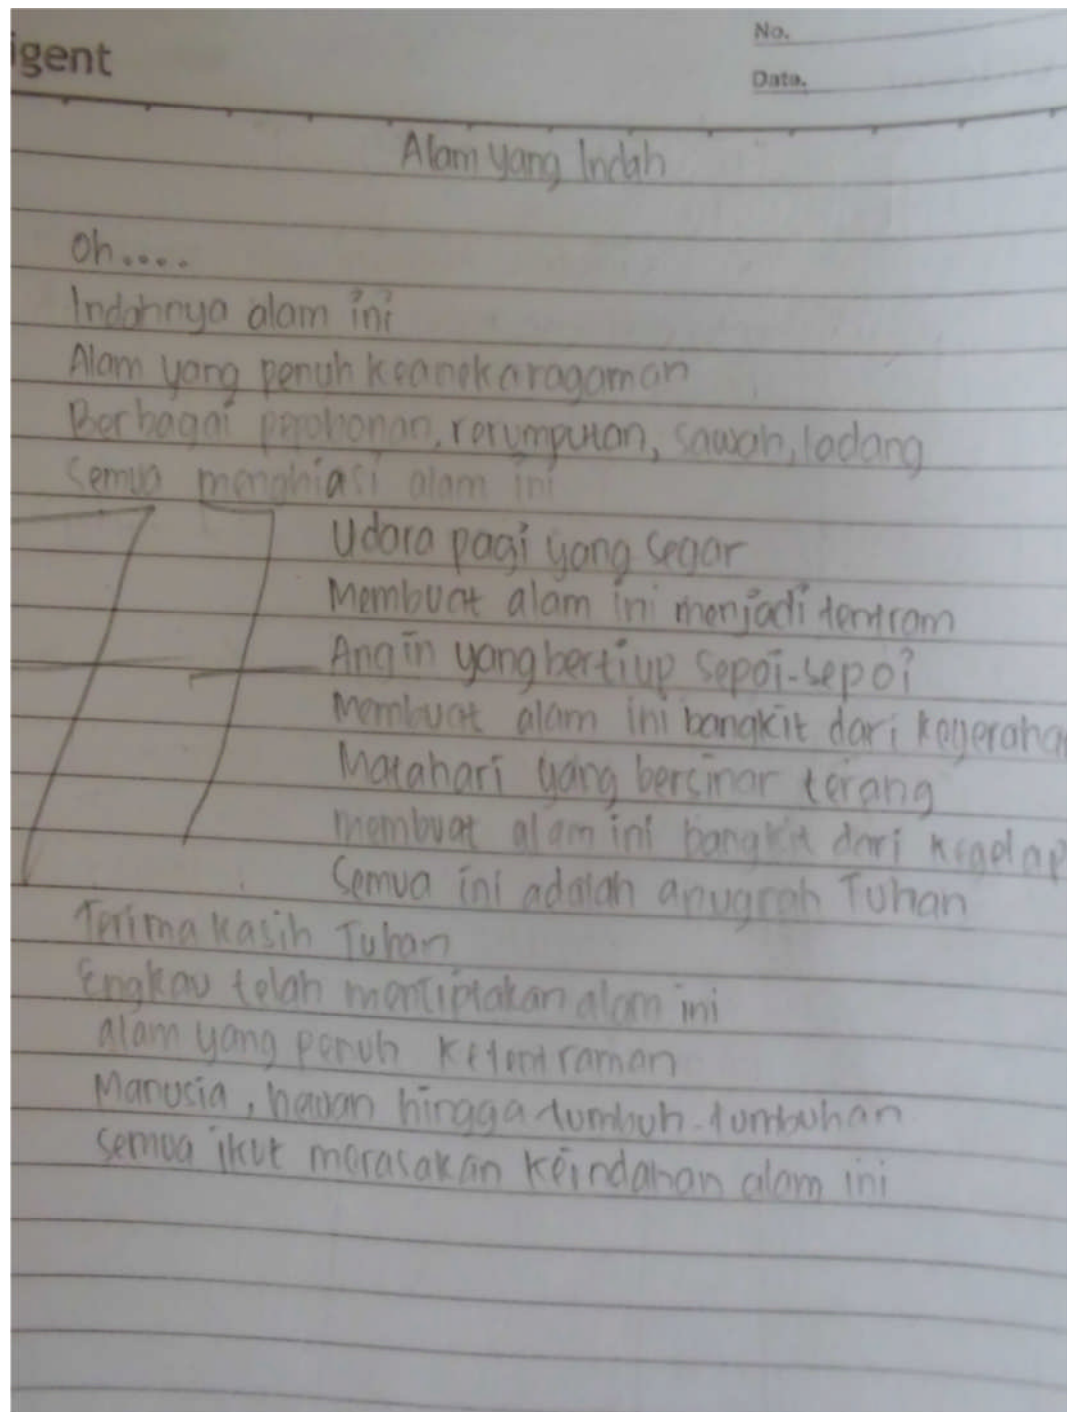 igent
No.
Date.
Alam yang Indah
Oh....
Indahnya alam ini
Alam yang penuh keanekaragaman
Berbagai pepohonan, rerumputan, sawah, ladang
Semua menghiasi alam ini
Udara pagi yang segar
Membuat alam ini menjadi tentram
Angin yang bertiup sepoi-sepoi
Membuat alam ini bangkit dari
Matahari yang bersinar terang
membuat alam ini bangkit dari kegelap
Semua ini adalah anugrah Tuhan
Terima kasih Tuhan
Engkau telah menciptakan alam ini
alam yang penuh ketentraman
Manusia, hewan hingga tumbuh-tumbuhan
semua ikut merasakan keindahan alam ini
77